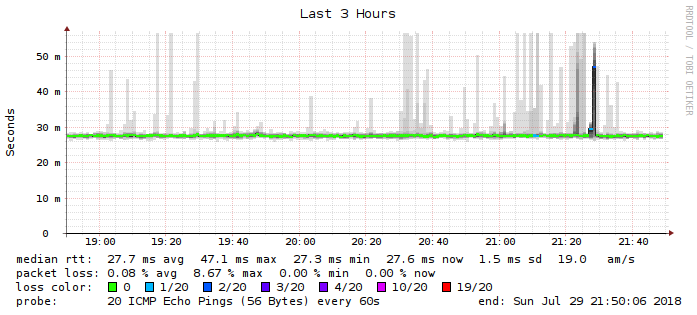 Last 3 Hours
RRDTOOL / TOBI OETIKER
Seconds
50 m
40 m
30 m
20 m
10 m
0
19:00 19:20 19:40 20:00 20:20 20:40 21:00 21:20 21:40
median rtt: 27.7 ms avg 47.1 ms max 27.3 ms min 27.6 ms now 1.5 ms sd 19.0 am/s
packet loss: 0.08 % avg 8.67 % max 0.00 % min 0.00 % now
loss color: 0 1/20 2/20 3/20 4/20 10/20 19/20
probe: 20 ICMP Echo Pings (56 Bytes) every 60s end: Sun Jul 29 21:50:06 2018